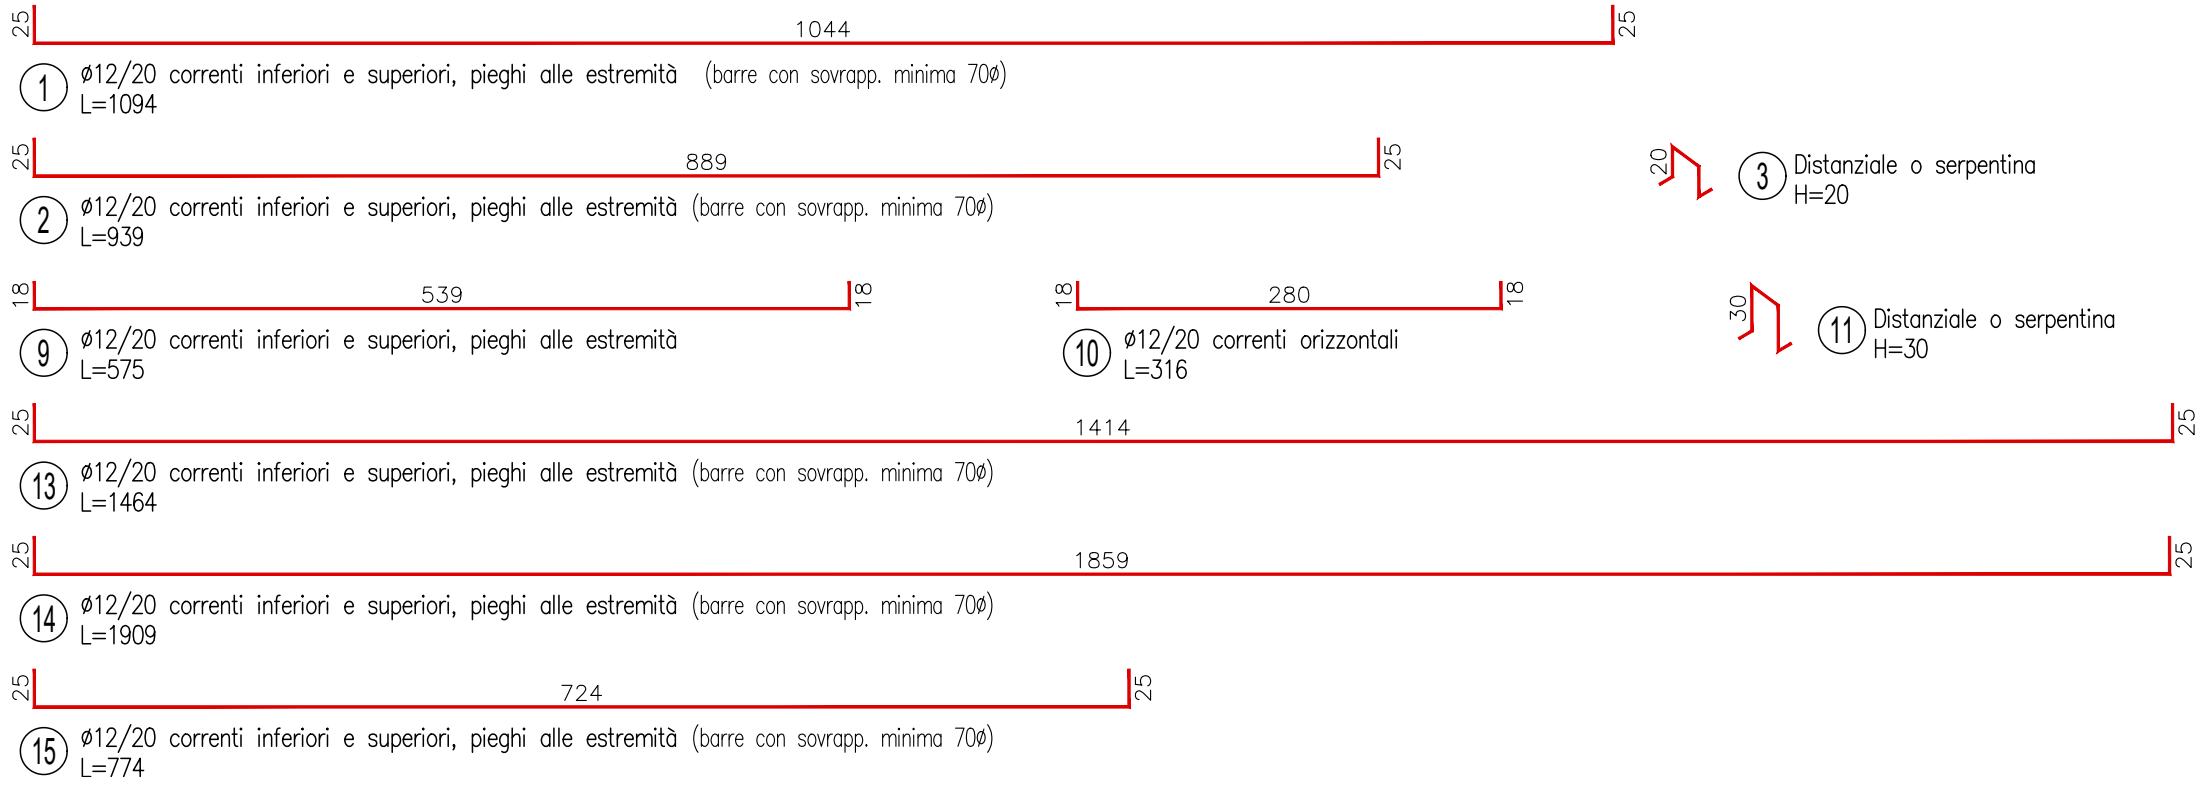 25 1044 25
1 ø12/20 correnti inferiori e superiori, pieghi alle estremità (barre con sovrapp. minima 70ø)
L=1094
25 889 25
2 ø12/20 correnti inferiori e superiori, pieghi alle estremità (barre con sovrapp. minima 70ø)
L=939
20 3 Distanziale o serpentina
H=20
18 539 18
9 ø12/20 correnti inferiori e superiori, pieghi alle estremità
L=575
18 280 18
10 ø12/20 correnti orizzontali
L=316
30 11 Distanziale o serpentina
H=30
25 1414 25
13 ø12/20 correnti inferiori e superiori, pieghi alle estremità (barre con sovrapp. minima 70ø)
L=1464
25 1859 25
14 ø12/20 correnti inferiori e superiori, pieghi alle estremità (barre con sovrapp. minima 70ø)
L=1909
25 724 25
15 ø12/20 correnti inferiori e superiori, pieghi alle estremità (barre con sovrapp. minima 70ø)
L=774